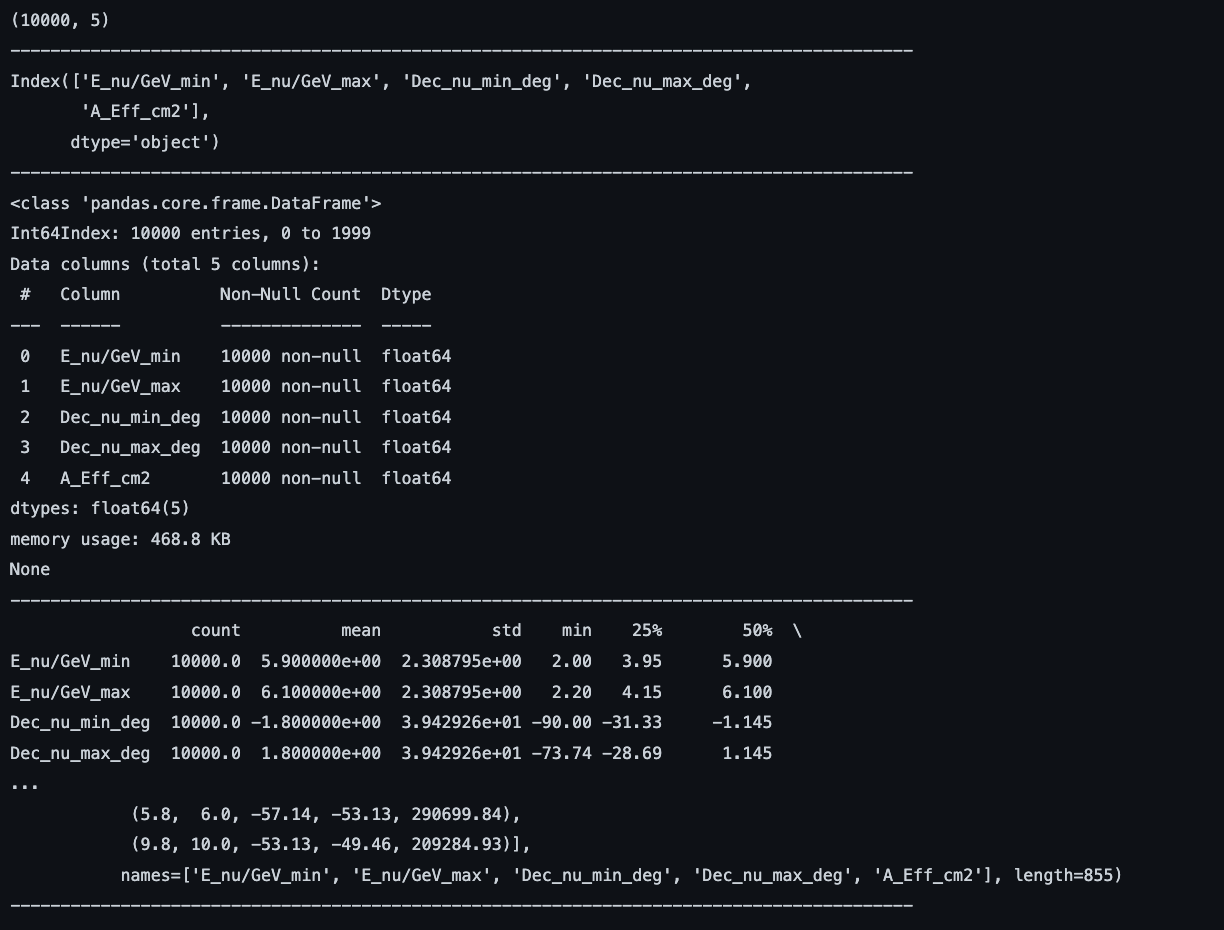 (10000, 5)
------------------------------------------------------------------------------------------
Index(['E_nu/GeV_min', 'E_nu/GeV_max', 'Dec_nu_min_deg', 'Dec_nu_max_deg',
       'A_Eff_cm2'],
      dtype='object')
------------------------------------------------------------------------------------------
<class 'pandas.core.frame.DataFrame'>
Int64Index: 10000 entries, 0 to 1999
Data columns (total 5 columns):
 #   Column          Non-Null Count  Dtype
---  ------          --------------  -----
 0   E_nu/GeV_min    10000 non-null  float64
 1   E_nu/GeV_max    10000 non-null  float64
 2   Dec_nu_min_deg  10000 non-null  float64
 3   Dec_nu_max_deg  10000 non-null  float64
 4   A_Eff_cm2       10000 non-null  float64
dtypes: float64(5)
memory usage: 468.8 KB
None
------------------------------------------------------------------------------------------
                  count          mean           std    min    25%        50%  \
E_nu/GeV_min    10000.0  5.900000e+00  2.308795e+00   2.00   3.95      5.900
E_nu/GeV_max    10000.0  6.100000e+00  2.308795e+00   2.20   4.15      6.100
Dec_nu_min_deg  10000.0 -1.800000e+00  3.942926e+01 -90.00 -31.33     -1.145
Dec_nu_max_deg  10000.0  1.800000e+00  3.942926e+01 -73.74 -28.69      1.145
...
            (5.8,  6.0, -57.14, -53.13, 290699.84),
            (9.8, 10.0, -53.13, -49.46, 209284.93)],
           names=['E_nu/GeV_min', 'E_nu/GeV_max', 'Dec_nu_min_deg', 'Dec_nu_max_deg', 'A_Eff_cm2'], length=855)
------------------------------------------------------------------------------------------